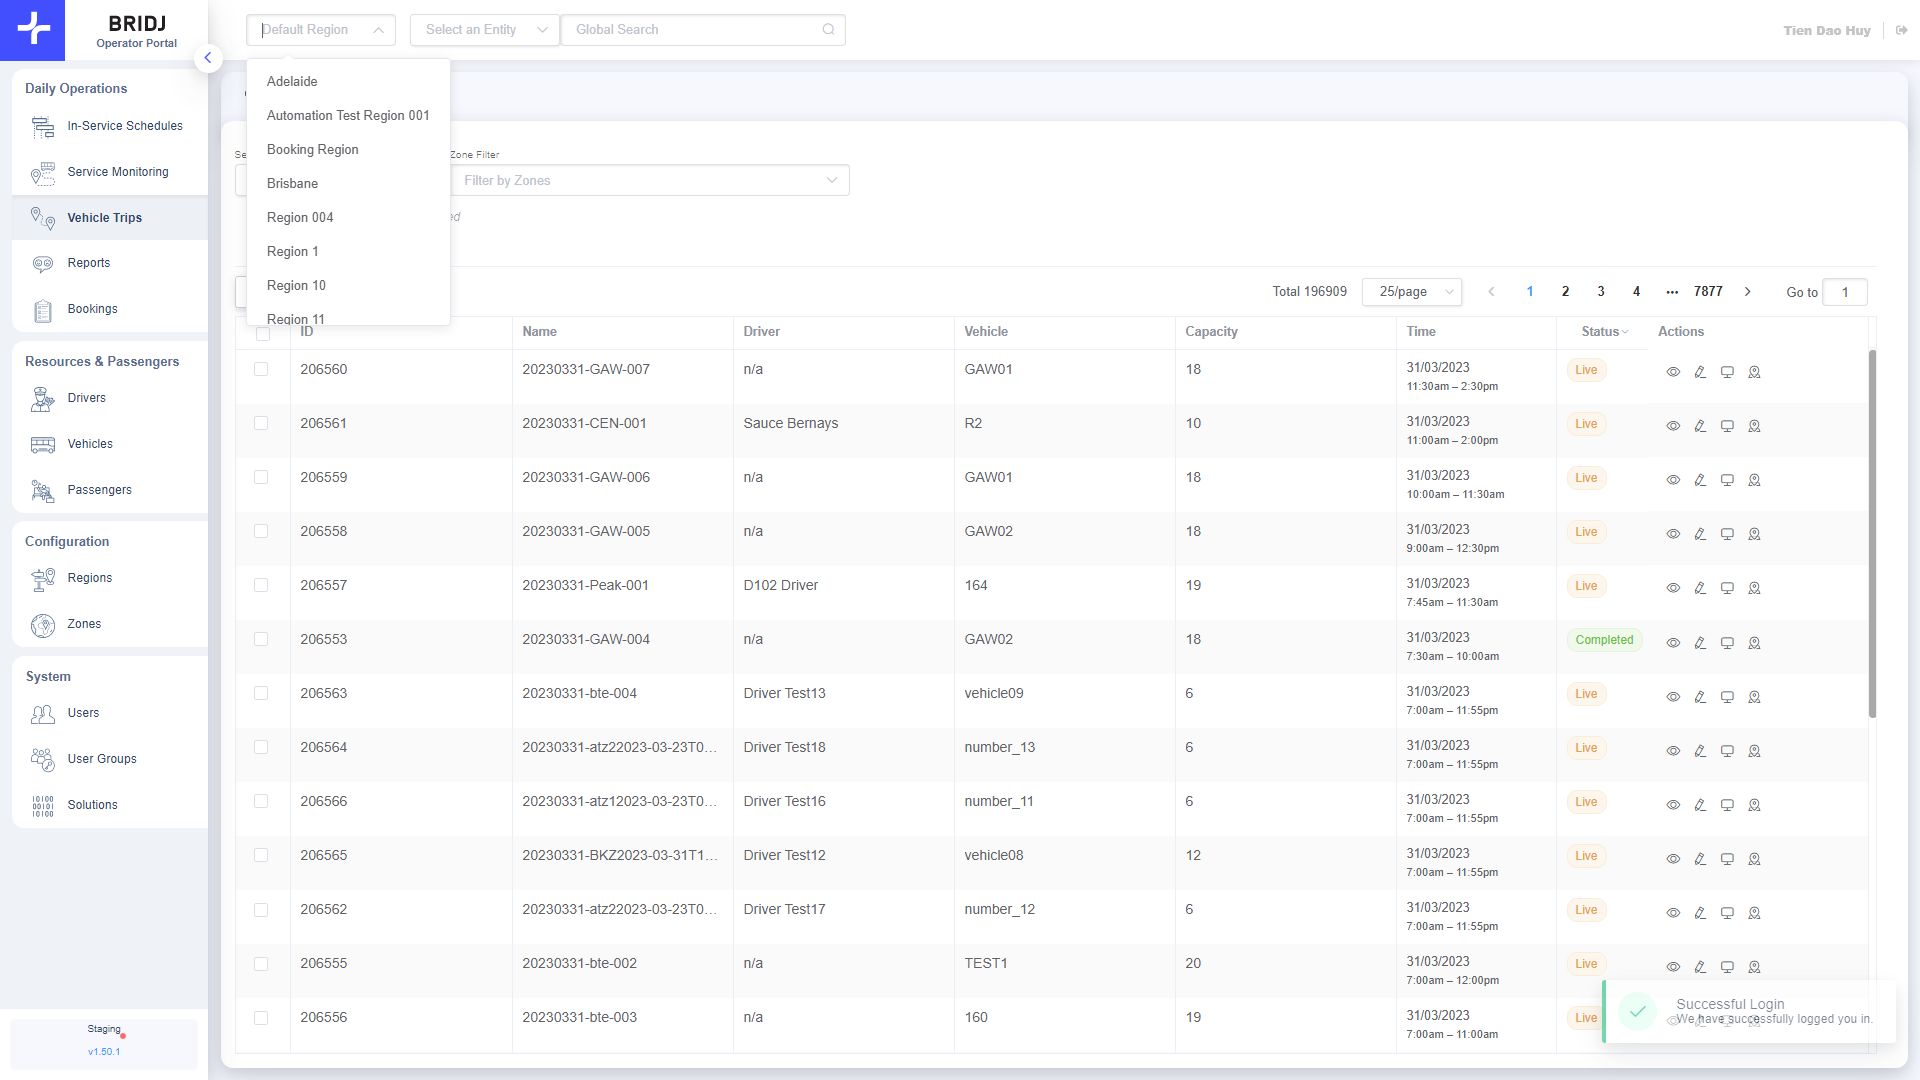 BRIDJ
Operator Portal
Default Region
Select an Entity
Global Search
Tien Dao Huy
Daily Operations
In-Service Schedules
Service Monitoring
Vehicle Trips
Reports
Bookings
Resources & Passengers
Drivers
Vehicles
Passengers
Configuration
Regions
Zones
System
Users
User Groups
Solutions
Staging
v1.50.1
Adelaide
Automation Test Region 001
Booking Region
Brisbane
Region 004
Region 1
Region 10
Region 11
Se
Zone Filter
Filter by Zones
ed
Total 196909 25/page 1 2 3 4 ••• 7877 Go to 1
ID Name Driver Vehicle Capacity Time Status Actions
206560 20230331-GAW-007 n/a GAW01 18 31/03/2023 Live
11:30am – 2:30pm
206561 20230331-CEN-001 Sauce Bernays R2 10 31/03/2023 Live
11:00am – 2:00pm
206559 20230331-GAW-006 n/a GAW01 18 31/03/2023 Live
10:00am – 11:30am
206558 20230331-GAW-005 n/a GAW02 18 31/03/2023 Live
9:00am – 12:30pm
206557 20230331-Peak-001 D102 Driver 164 19 31/03/2023 Live
7:45am – 11:30am
206553 20230331-GAW-004 n/a GAW02 18 31/03/2023 Completed
7:30am – 10:00am
206563 20230331-bte-004 Driver Test13 vehicle09 6 31/03/2023 Live
7:00am – 11:55pm
206564 20230331-atz22023-03-23T0... Driver Test18 number_13 6 31/03/2023 Live
7:00am – 11:55pm
206566 20230331-atz12023-03-23T0... Driver Test16 number_11 6 31/03/2023 Live
7:00am – 11:55pm
206565 20230331-BKZ2023-03-31T1... Driver Test12 vehicle08 12 31/03/2023 Live
7:00am – 11:55pm
206562 20230331-atz22023-03-23T0... Driver Test17 number_12 6 31/03/2023 Live
7:00am – 11:55pm
206555 20230331-bte-002 n/a TEST1 20 31/03/2023 Live
7:00am – 12:00pm
206556 20230331-bte-003 n/a 160 19 31/03/2023 Live
7:00am – 11:00am
Successful Login
We have successfully logged you in.